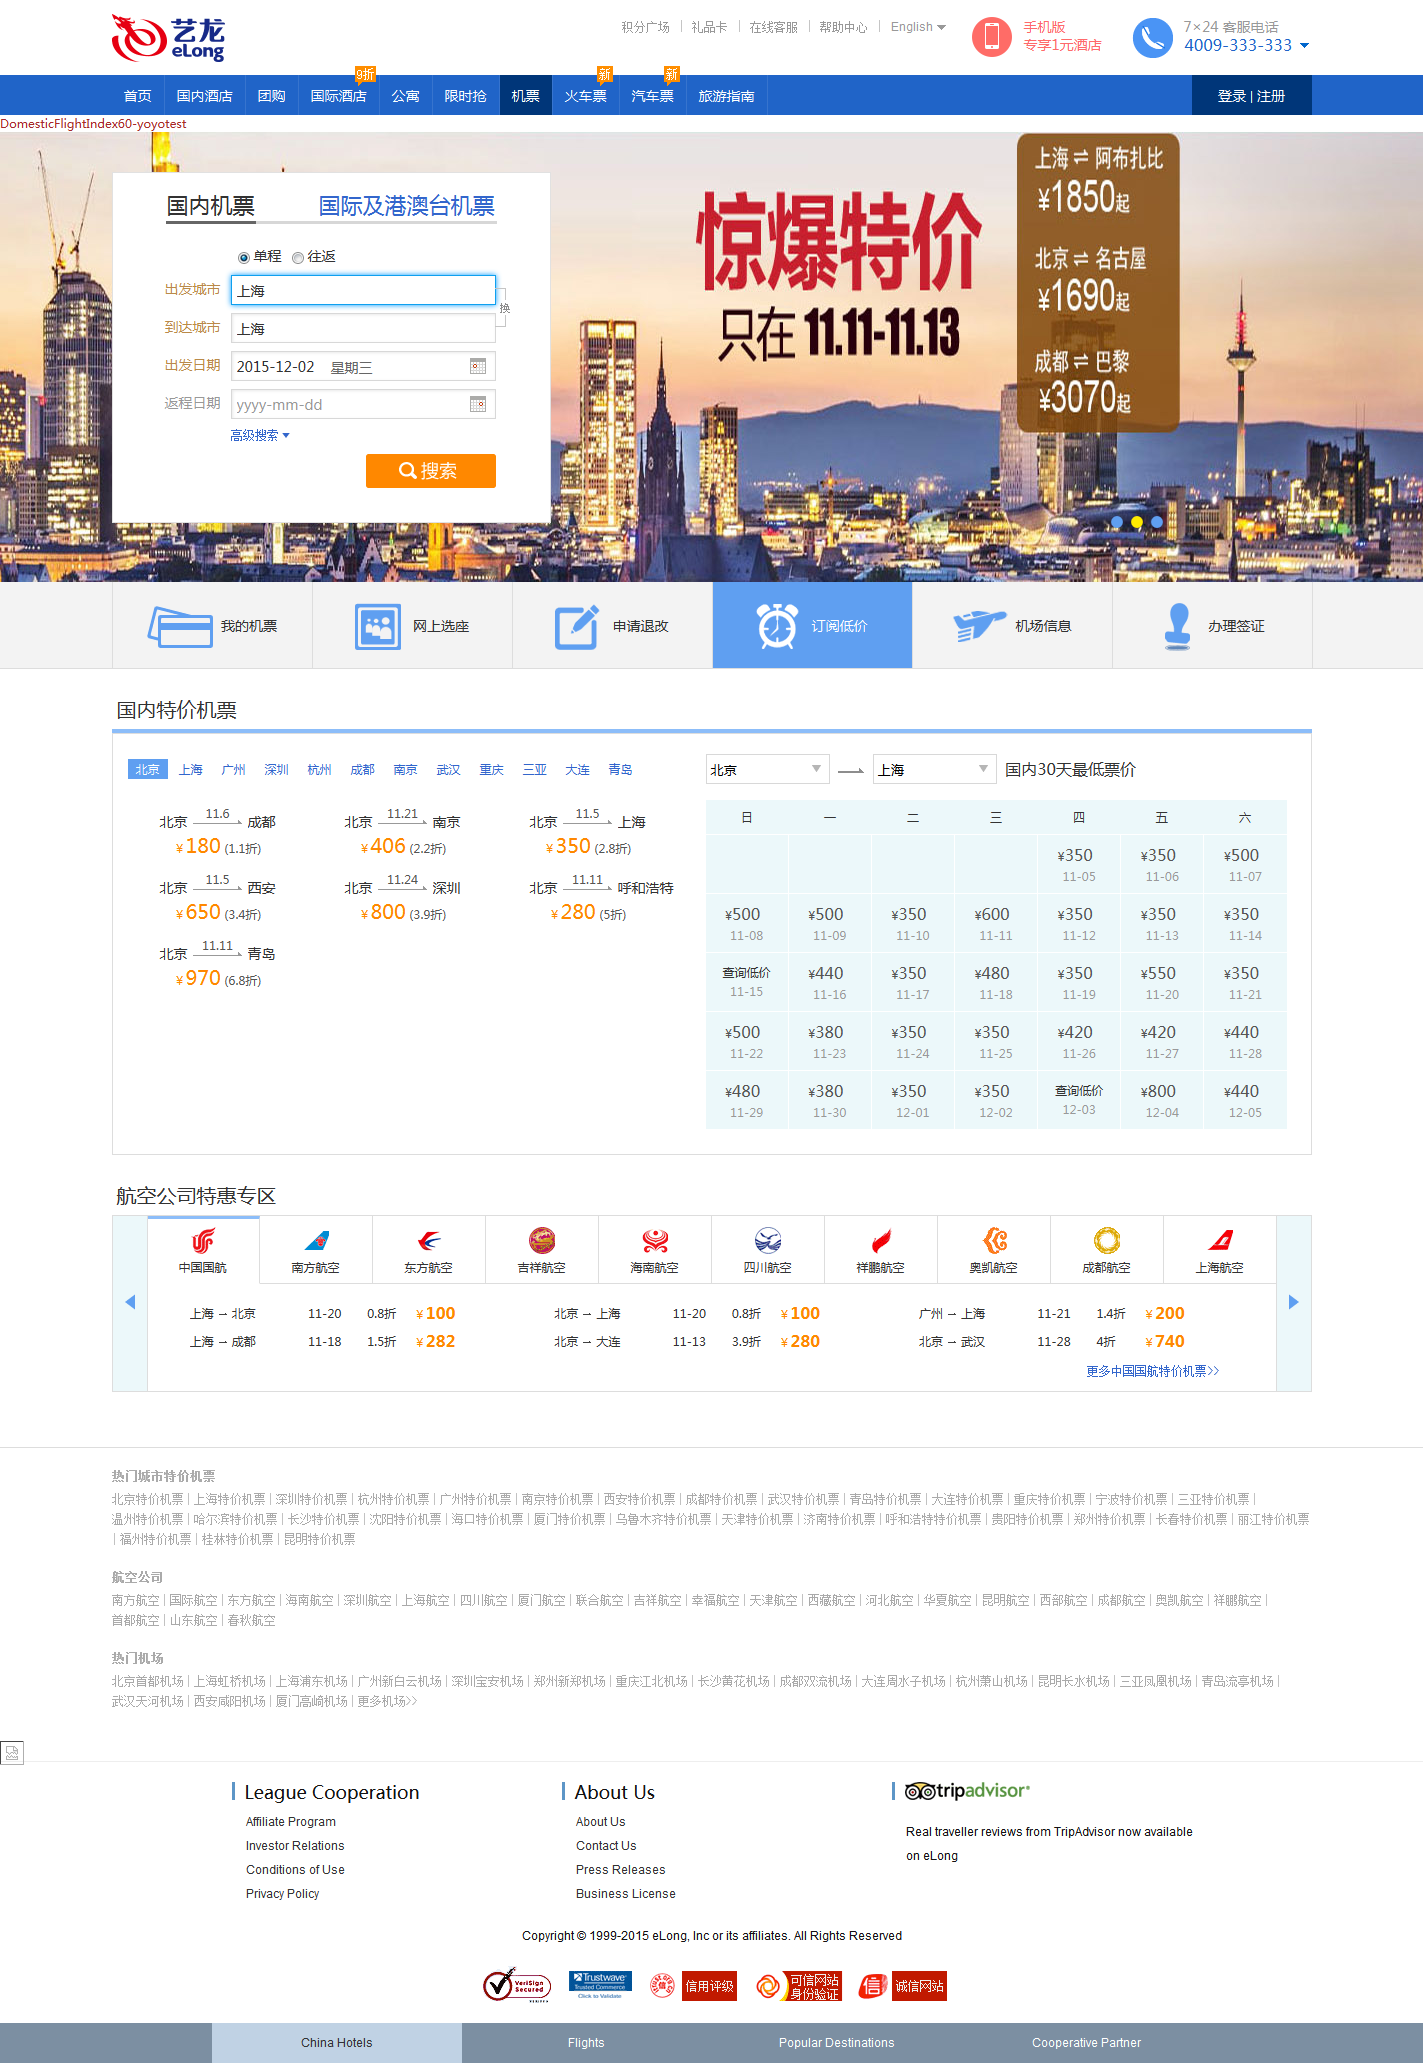 艺龙 eLong
积分广场 | 礼品卡 | 在线客服 | 帮助中心 | English
手机版
专享1元酒店
7×24 客服电话
4009-333-333
9折 新 新
首页 国内酒店 团购 国际酒店 公寓 限时抢 机票 火车票 汽车票 旅游指南 登录 | 注册
DomesticFlightIndex60-yoyotest
国内机票 国际及港澳台机票
单程 往返
出发城市 上海
换
到达城市 上海
出发日期 2015-12-02 星期三
返程日期 yyyy-mm-dd
高级搜索
搜索
惊爆特价
只在 11.11-11.13
上海 ⇌ 阿布扎比
¥1850起
北京 ⇌ 名古屋
¥1690起
成都 ⇌ 巴黎
¥3070起
我的机票 网上选座 申请退改 订阅低价 机场信息 办理签证
国内特价机票
北京 上海 广州 深圳 杭州 成都 南京 武汉 重庆 三亚 大连 青岛
北京 11.6 成都 北京 11.21 南京 北京 11.5 上海
¥180 (1.1折) ¥406 (2.2折) ¥350 (2.8折)
北京 11.5 西安 北京 11.24 深圳 北京 11.11 呼和浩特
¥650 (3.4折) ¥800 (3.9折) ¥280 (5折)
北京 11.11 青岛
¥970 (6.8折)
北京 上海 国内30天最低票价
日 一 二 三 四 五 六
¥350 ¥350 ¥500
11-05 11-06 11-07
¥500 ¥500 ¥350 ¥600 ¥350 ¥350 ¥350
11-08 11-09 11-10 11-11 11-12 11-13 11-14
查询低价 ¥440 ¥350 ¥480 ¥350 ¥550 ¥350
11-15 11-16 11-17 11-18 11-19 11-20 11-21
¥500 ¥380 ¥350 ¥350 ¥420 ¥420 ¥440
11-22 11-23 11-24 11-25 11-26 11-27 11-28
¥480 ¥380 ¥350 ¥350 查询低价 ¥800 ¥440
11-29 11-30 12-01 12-02 12-03 12-04 12-05
航空公司特惠专区
中国国航 南方航空 东方航空 吉祥航空 海南航空 四川航空 祥鹏航空 奥凯航空 成都航空 上海航空
上海 → 北京 11-20 0.8折 ¥100 北京 → 上海 11-20 0.8折 ¥100 广州 → 上海 11-21 1.4折 ¥200
上海 → 成都 11-18 1.5折 ¥282 北京 → 大连 11-13 3.9折 ¥280 北京 → 武汉 11-28 4折 ¥740
更多中国国航特价机票>>
热门城市特价机票
北京特价机票 | 上海特价机票 | 深圳特价机票 | 杭州特价机票 | 广州特价机票 | 南京特价机票 | 西安特价机票 | 成都特价机票 | 武汉特价机票 | 青岛特价机票 | 大连特价机票 | 重庆特价机票 | 宁波特价机票 | 三亚特价机票 |
温州特价机票 | 哈尔滨特价机票 | 长沙特价机票 | 沈阳特价机票 | 海口特价机票 | 厦门特价机票 | 乌鲁木齐特价机票 | 天津特价机票 | 济南特价机票 | 呼和浩特特价机票 | 贵阳特价机票 | 郑州特价机票 | 长春特价机票 | 丽江特价机票
| 福州特价机票 | 桂林特价机票 | 昆明特价机票
航空公司
南方航空 | 国际航空 | 东方航空 | 海南航空 | 深圳航空 | 上海航空 | 四川航空 | 厦门航空 | 联合航空 | 吉祥航空 | 幸福航空 | 天津航空 | 西藏航空 | 河北航空 | 华夏航空 | 昆明航空 | 西部航空 | 成都航空 | 奥凯航空 | 祥鹏航空 |
首都航空 | 山东航空 | 春秋航空
热门机场
北京首都机场 | 上海虹桥机场 | 上海浦东机场 | 广州新白云机场 | 深圳宝安机场 | 郑州新郑机场 | 重庆江北机场 | 长沙黄花机场 | 成都双流机场 | 大连周水子机场 | 杭州萧山机场 | 昆明长水机场 | 三亚凤凰机场 | 青岛流亭机场 |
武汉天河机场 | 西安咸阳机场 | 厦门高崎机场 | 更多机场>>
League Cooperation About Us tripadvisor®
Affiliate Program About Us
Real traveller reviews from TripAdvisor now available
Investor Relations Contact Us
on eLong
Conditions of Use Press Releases
Privacy Policy Business License
Copyright © 1999-2015 eLong, Inc or its affiliates. All Rights Reserved
VeriSign Secured Trustwave Trusted Commerce Click to Validate 信用评级 可信网站 身份验证 诚信网站
China Hotels Flights Popular Destinations Cooperative Partner